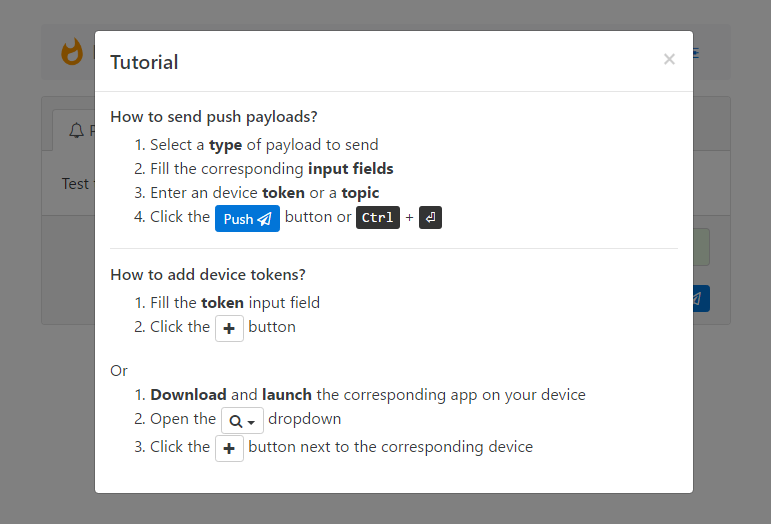 Tutorial ×
How to send push payloads?
1. Select a type of payload to send
2. Fill the corresponding input fields
3. Enter an device token or a topic
4. Click the Push button or Ctrl + ⏎
Test
How to add device tokens?
1. Fill the token input field
2. Click the + button
Or
1. Download and launch the corresponding app on your device
2. Open the dropdown
3. Click the + button next to the corresponding device